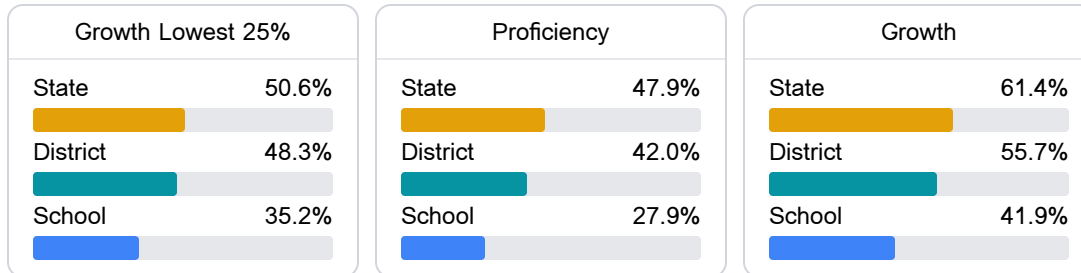 Growth Lowest 25%
State 50.6%
District 48.3%
School 35.2%
Proficiency
State 47.9%
District 42.0%
School 27.9%
Growth
State 61.4%
District 55.7%
School 41.9%